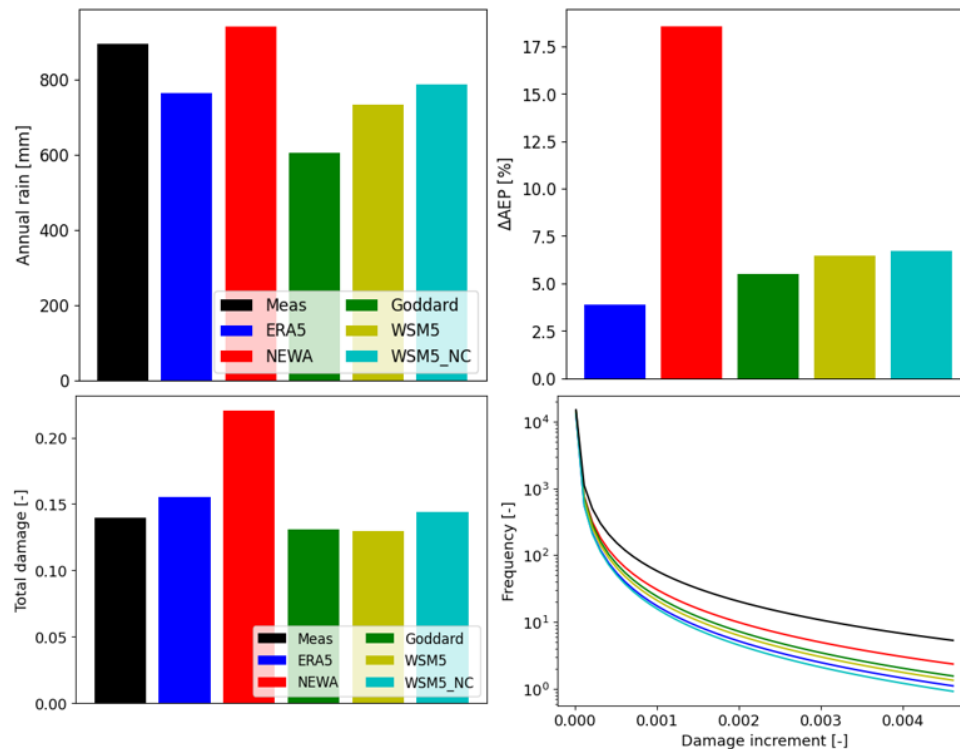 Annual rain [mm]
800
600
400
200
0
Meas
ERA5
NEWA
Goddard
WSM5
WSM5_NC
ΔAEP [%]
17.5
15.0
12.5
10.0
7.5
5.0
2.5
0.0
Total damage [-]
0.20
0.15
0.10
0.05
0.00
Meas
ERA5
NEWA
Goddard
WSM5
WSM5_NC
Frequency [-]
10⁴
10³
10²
10¹
10⁰
0.000 0.001 0.002 0.003 0.004
Damage increment [-]